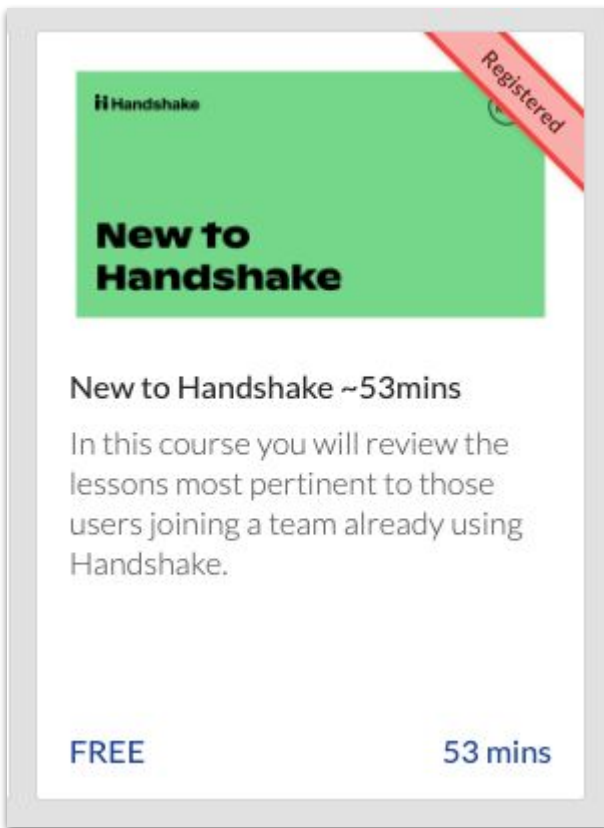 Handshake
Registered
New to
Handshake
New to Handshake ~53mins
In this course you will review the
lessons most pertinent to those
users joining a team already using
Handshake.
FREE
53 mins